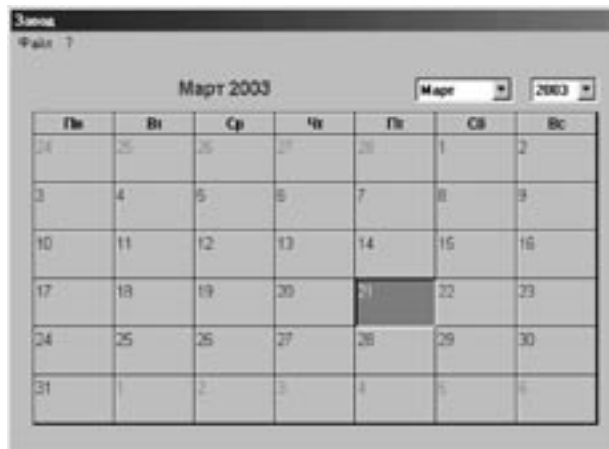 Завод
Файл ?
Март 2003 Март 2003
Пн Вт Ср Чт Пт Сб Вс
24 25 26 27 28 1 2
3 4 5 6 7 8 9
10 11 12 13 14 15 16
17 18 19 20 21 22 23
24 25 26 27 28 29 30
31 1 2 3 4 5 6